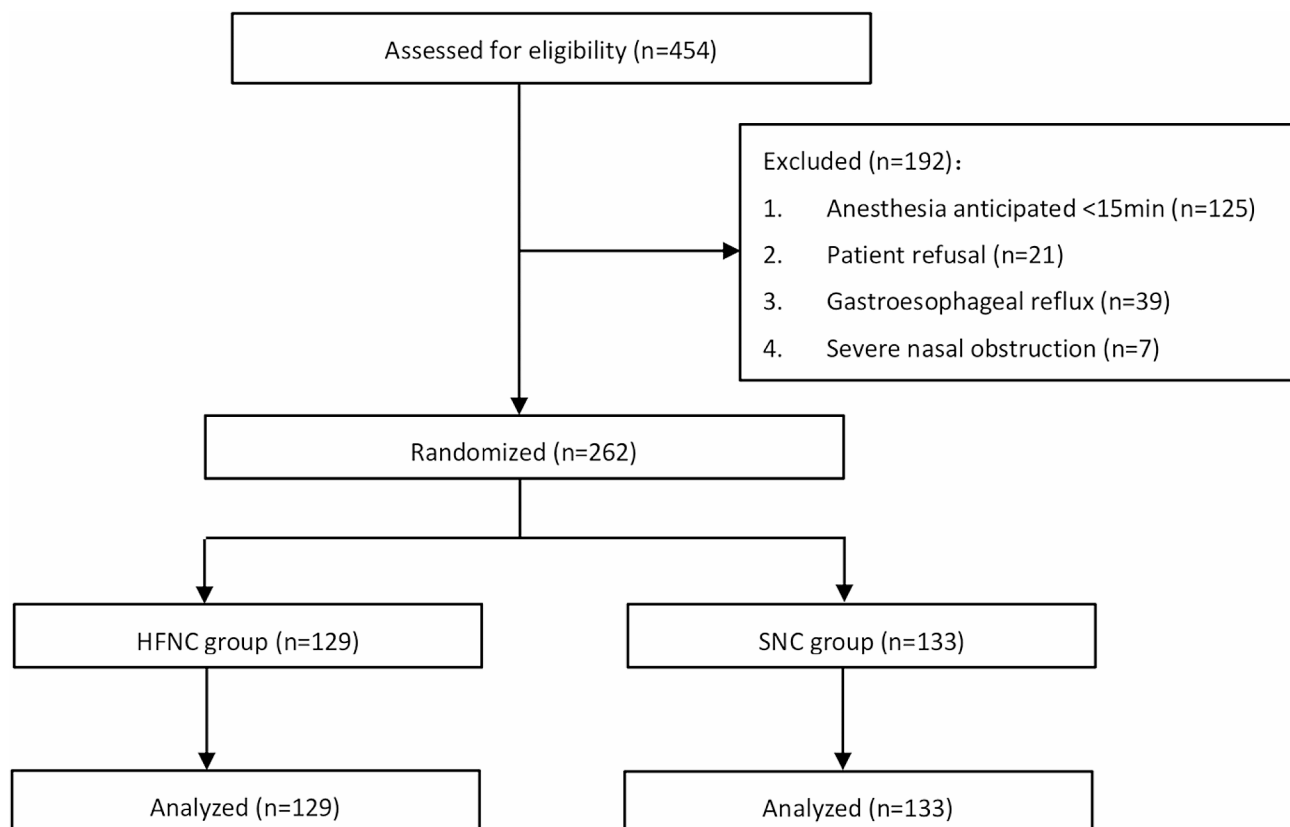 Assessed for eligibility (n=454)
Excluded (n=192)：
1. Anesthesia anticipated <15min (n=125)
2. Patient refusal (n=21)
3. Gastroesophageal reflux (n=39)
4. Severe nasal obstruction (n=7)
Randomized (n=262)
HFNC group (n=129)
SNC group (n=133)
Analyzed (n=129)
Analyzed (n=133)